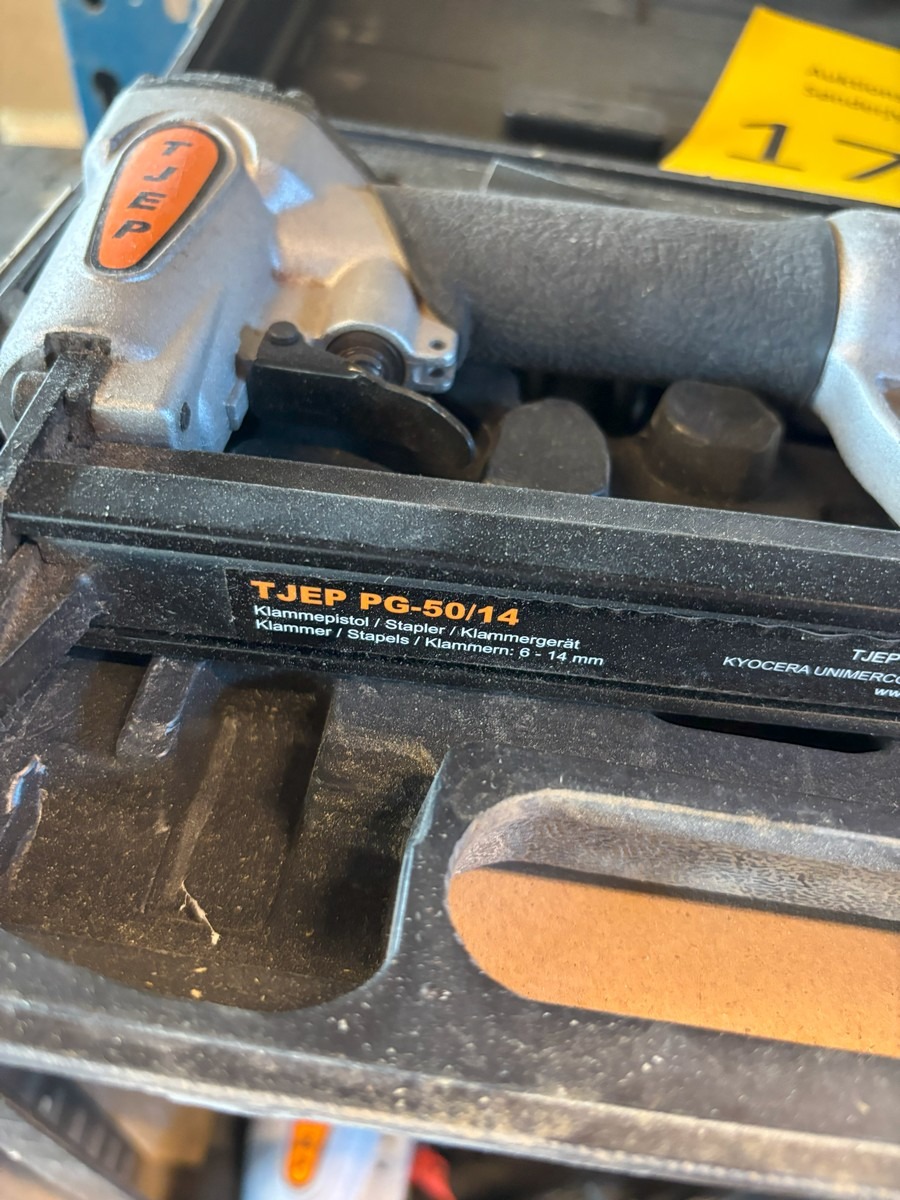 TJEP
17
TJEP PG-50/14
Klammepistol / Stapler / Klammergerät
Klammer / Stapels / Klammern: 6 - 14 mm
TJEP
KYOCERA UNIMERCO